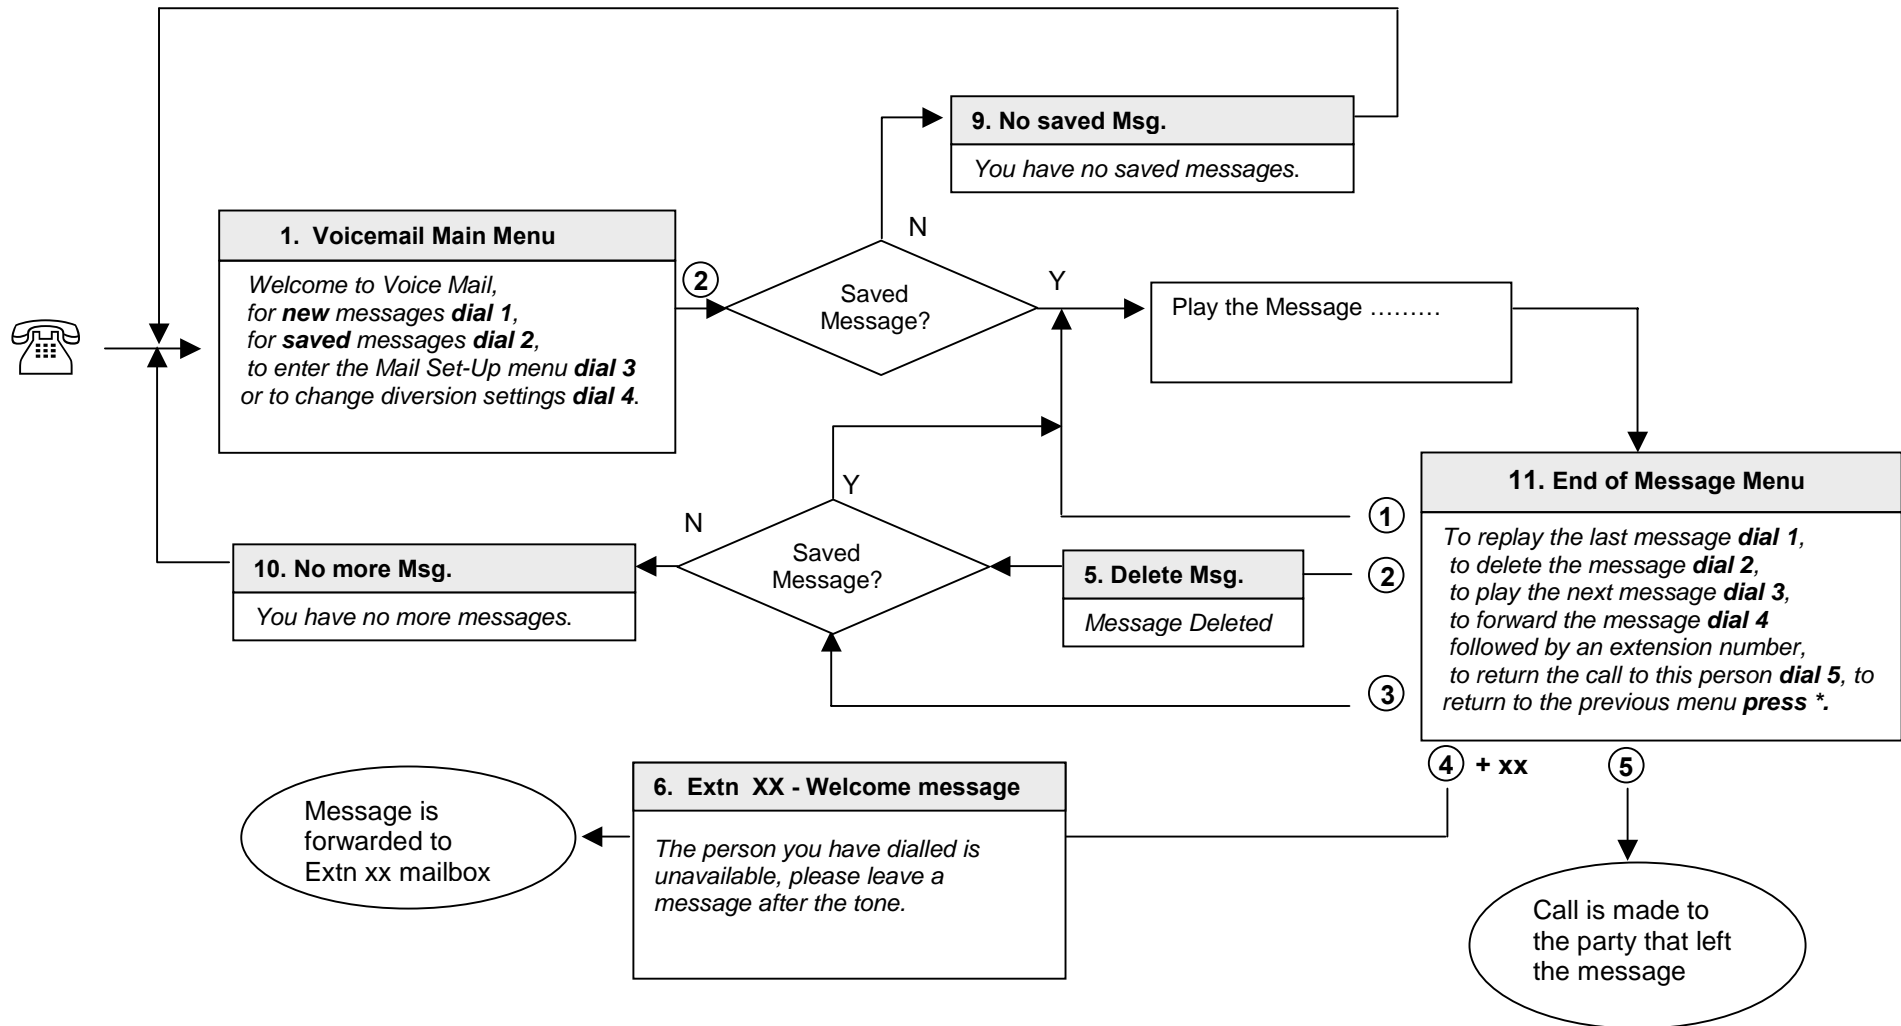 9. No saved Msg.
You have no saved messages.
N
1. Voicemail Main Menu
Welcome to Voice Mail,
for new messages dial 1,
for saved messages dial 2,
to enter the Mail Set-Up menu dial 3
or to change diversion settings dial 4.
2
Saved
Message?
Y
Play the Message ………
11. End of Message Menu
To replay the last message dial 1,
to delete the message dial 2,
to play the next message dial 3,
to forward the message dial 4
followed by an extension number,
to return the call to this person dial 5, to
return to the previous menu press *.
1
2
3
5. Delete Msg.
Message Deleted
Y
N
Saved
Message?
10. No more Msg.
You have no more messages.
4 + xx
5
6. Extn XX - Welcome message
The person you have dialled is
unavailable, please leave a
message after the tone.
Message is
forwarded to
Extn xx mailbox
Call is made to
the party that left
the message